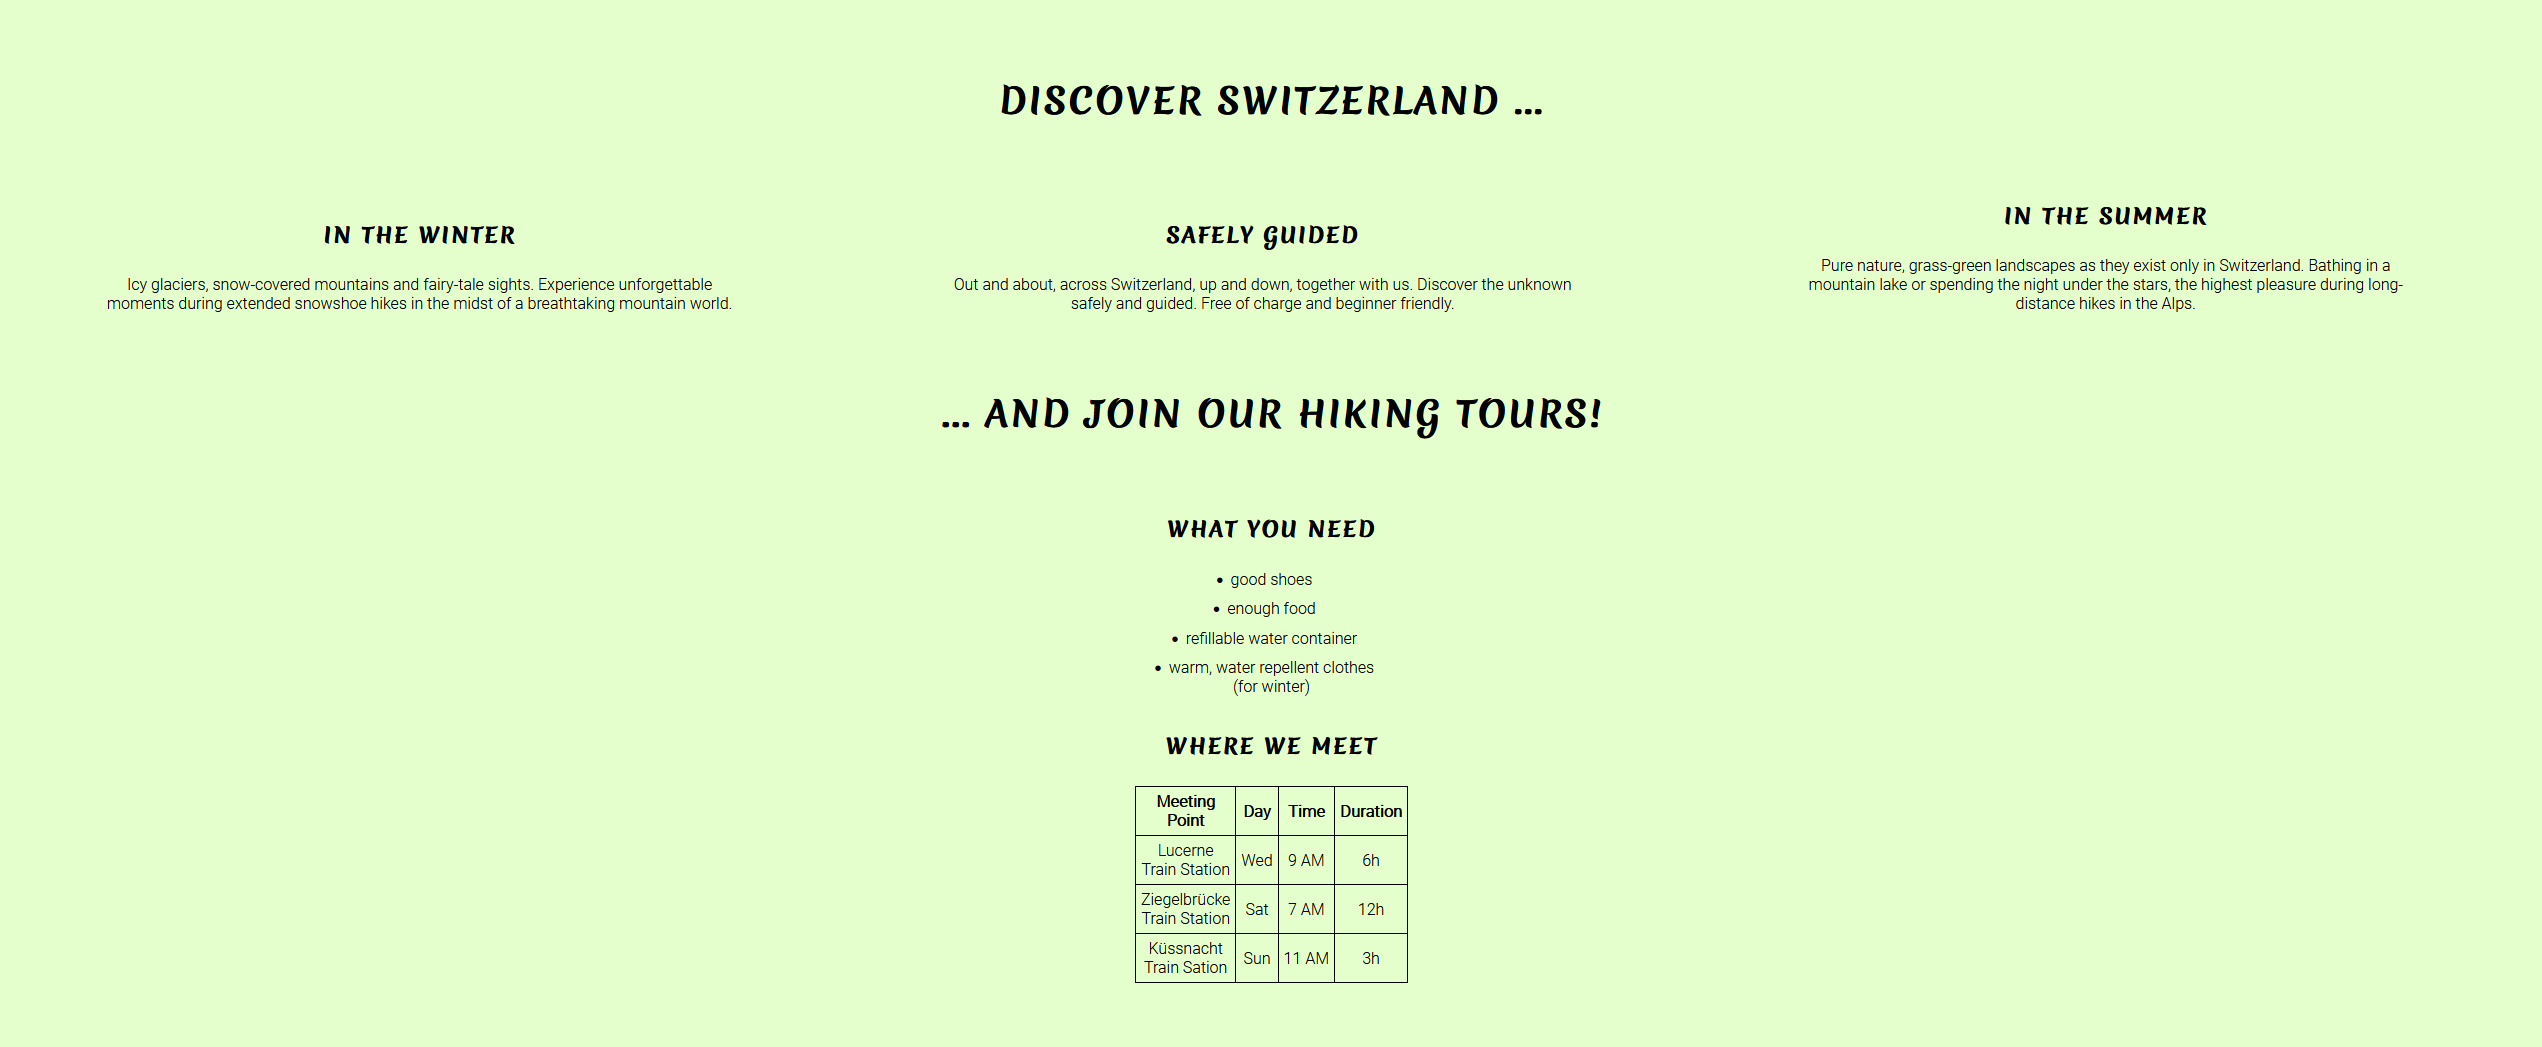 DISCOVER SWITZERLAND ...
IN THE WINTER
Icy glaciers, snow-covered mountains and fairy-tale sights. Experience unforgettable
moments during extended snowshoe hikes in the midst of a breathtaking mountain world.
SAFELY GUIDED
Out and about, across Switzerland, up and down, together with us. Discover the unknown
safely and guided. Free of charge and beginner friendly.
IN THE SUMMER
Pure nature, grass-green landscapes as they exist only in Switzerland. Bathing in a
mountain lake or spending the night under the stars, the highest pleasure during long-
distance hikes in the Alps.
... AND JOIN OUR HIKING TOURS!
WHAT YOU NEED
• good shoes
• enough food
• refillable water container
• warm, water repellent clothes
(for winter)
WHERE WE MEET
Meeting
Point
Day
Time
Duration
Lucerne
Train Station
Wed
9 AM
6h
Ziegelbrücke
Train Station
Sat
7 AM
12h
Küssnacht
Train Sation
Sun
11 AM
3h